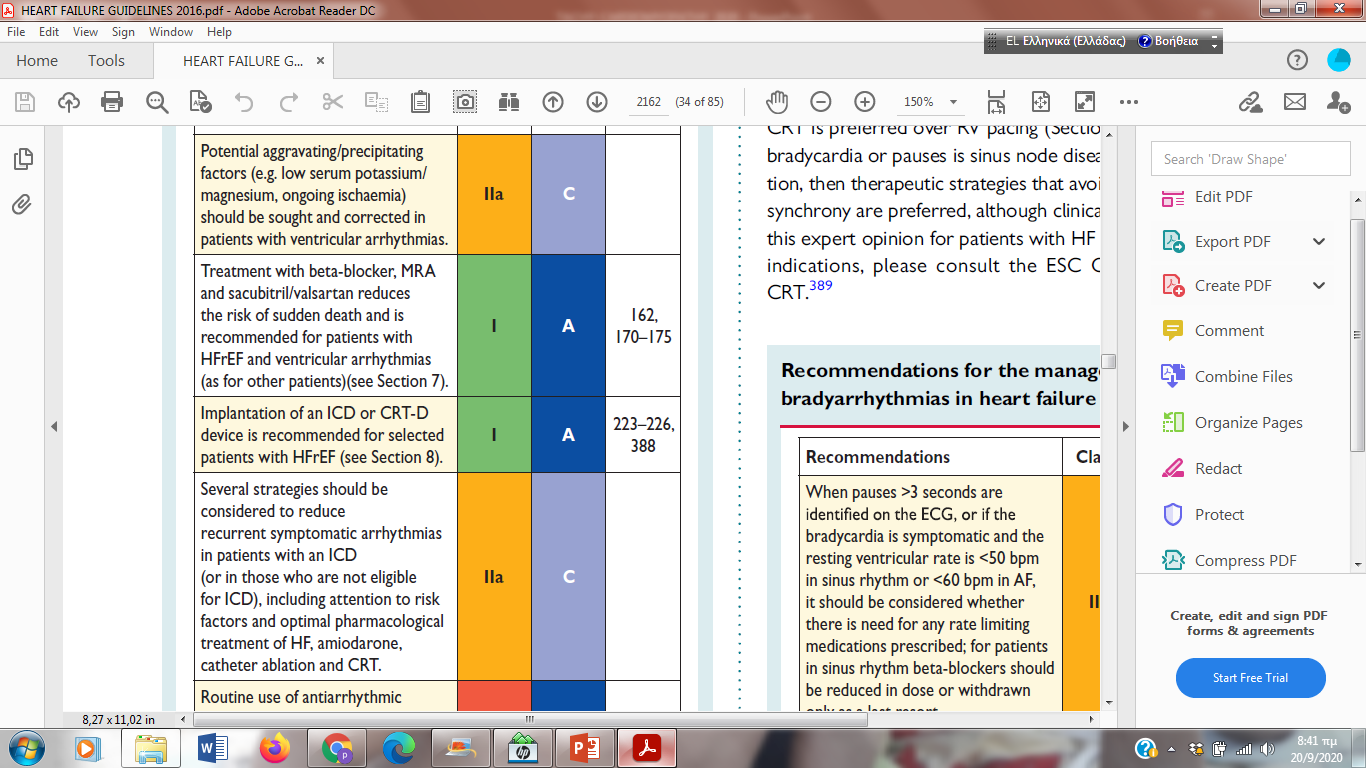 HEART FAILURE GUIDELINES 2016.pdf - Adobe Acrobat Reader DC
File Edit View Sign Window Help
EL Ελληνικά (Ελλάδας) Βοήθεια
Home Tools HEART FAILURE G...
2162 (34 of 85) 150%
Potential aggravating/precipitating
factors (e.g. low serum potassium/
magnesium, ongoing ischaemia)
should be sought and corrected in
patients with ventricular arrhythmias.
IIa
C
Treatment with beta-blocker, MRA
and sacubitril/valsartan reduces
the risk of sudden death and is
recommended for patients with
HFrEF and ventricular arrhythmias
(as for other patients)(see Section 7).
I
A
162,
170–175
Implantation of an ICD or CRT-D
device is recommended for selected
patients with HFrEF (see Section 8).
I
A
223–226,
388
Several strategies should be
considered to reduce
recurrent symptomatic arrhythmias
in patients with an ICD
(or in those who are not eligible
for ICD), including attention to risk
factors and optimal pharmacological
treatment of HF, amiodarone,
catheter ablation and CRT.
IIa
C
Routine use of antiarrhythmic
CRT is preferred over RV pacing (Sectio
bradycardia or pauses is sinus node disea
tion, then therapeutic strategies that avoi
synchrony are preferred, although clinica
this expert opinion for patients with HF
indications, please consult the ESC
CRT.389
Recommendations for the manag
bradyarrhythmias in heart failure
Recommendations Cla
When pauses >3 seconds are
identified on the ECG, or if the
bradycardia is symptomatic and the
resting ventricular rate is <50 bpm
in sinus rhythm or <60 bpm in AF,
it should be considered whether
there is need for any rate limiting
medications prescribed; for patients
in sinus rhythm beta-blockers should
be reduced in dose or withdrawn
only as a last resort.
II
Search 'Draw Shape'
Edit PDF
Export PDF
Create PDF
Comment
Combine Files
Organize Pages
Redact
Protect
Compress PDF
Create, edit and sign PDF
forms & agreements
Start Free Trial
8,27 x 11,02 in
8:41 πμ
20/9/2020